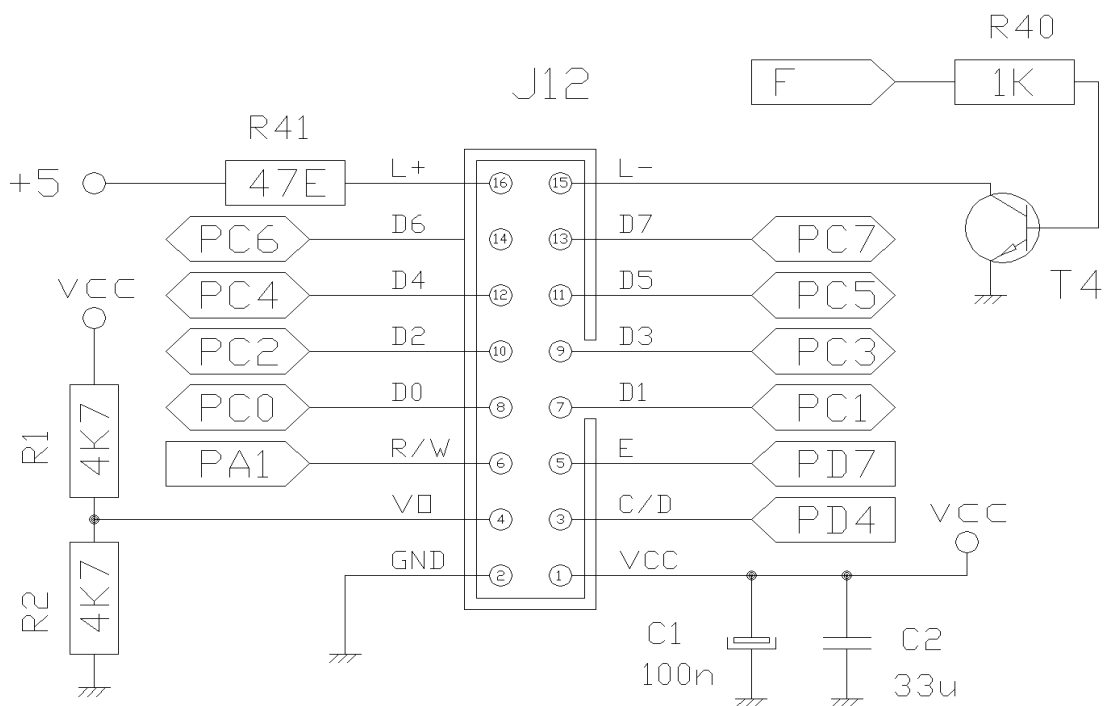 R40
F
1K
J12
R41
+5
47E
L+
16
15
L-
PC6
D6
14
13
D7
PC7
T4
VCC
PC4
D4
12
11
D5
PC5
PC2
D2
10
9
D3
PC3
R1
4K7
PC0
D0
8
7
D1
PC1
PA1
R/W
6
5
E
PD7
V0
4
3
C/D
PD4
VCC
R2
4K7
GND
2
1
VCC
C1
100n
C2
33u